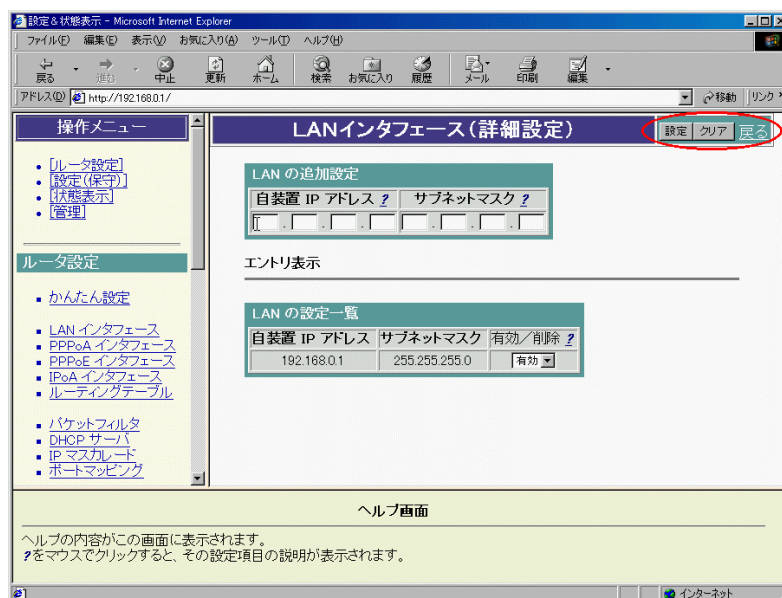 設定&状態表示 - Microsoft Internet Explorer
ファイル(F) 編集(E) 表示(V) お気に入り(A) ツール(T) ヘルプ(H)
戻る 進む 中止 更新 ホーム 検索 お気に入り 履歴 メール 印刷 編集
アドレス(D) http://192.168.0.1/ 移動 リンク »
操作メニュー
[ルータ設定]
[設定(保守)]
[状態表示]
[管理]
ルータ設定
かんたん設定
LAN インタフェース
PPPoA インタフェース
PPPoE インタフェース
IPoA インタフェース
ルーティングテーブル
パケットフィルタ
DHCP サーバ
IP マスカレード
ポートマッピング
LANインタフェース(詳細設定) 設定 クリア 戻る
LAN の追加設定
自装置 IP アドレス ? サブネットマスク ?
. . . . . .
エントリ表示
LAN の設定一覧
自装置 IP アドレス サブネットマスク 有効/削除 ?
192.168.0.1 255.255.255.0 有効
ヘルプ画面
ヘルプの内容がこの画面に表示されます。
?をマウスでクリックすると、その設定項目の説明が表示されます。
インターネット